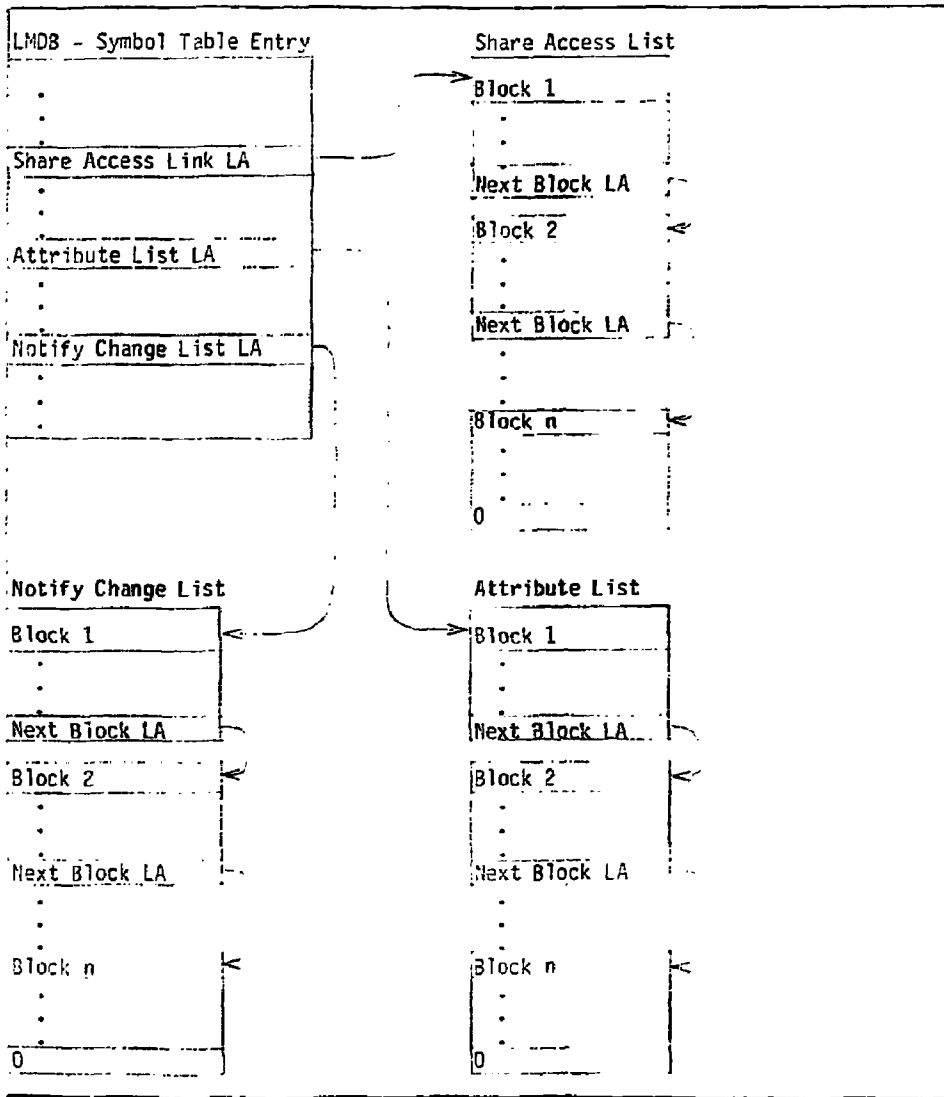 LMDB - Symbol Table Entry
Share Access Link LA
Attribute List LA
Notify Change List LA
Share Access List
Block 1
Next Block LA
Block 2
Next Block LA
Block n
0
Notify Change List
Block 1
Next Block LA
Block 2
Next Block LA
Block n
0
Attribute List
Block 1
Next Block LA
Block 2
Next Block LA
Block n
0